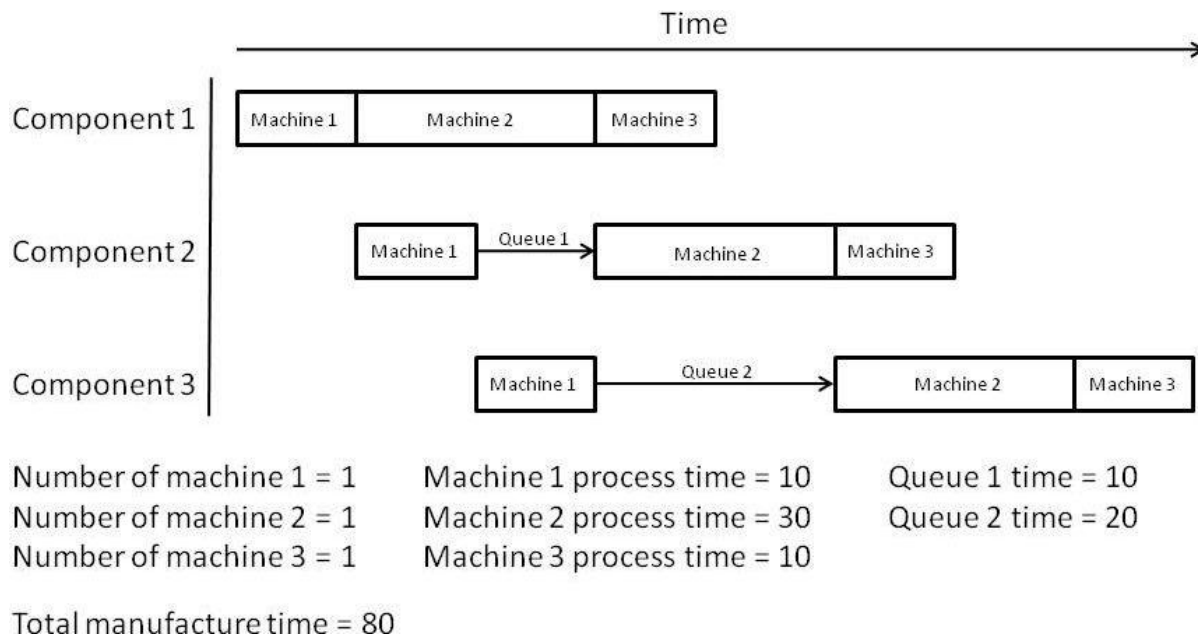 Time
Component 1
Machine 1 Machine 2 Machine 3
Component 2
Machine 1 Queue 1 Machine 2 Machine 3
Component 3
Machine 1 Queue 2 Machine 2 Machine 3
Number of machine 1 = 1 Machine 1 process time = 10 Queue 1 time = 10
Number of machine 2 = 1 Machine 2 process time = 30 Queue 2 time = 20
Number of machine 3 = 1 Machine 3 process time = 10
Total manufacture time = 80